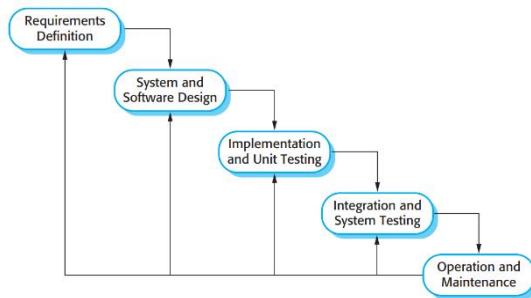 Requirements
Definition
System and
Software Design
Implementation
and Unit Testing
Integration and
System Testing
Operation and
Maintenance